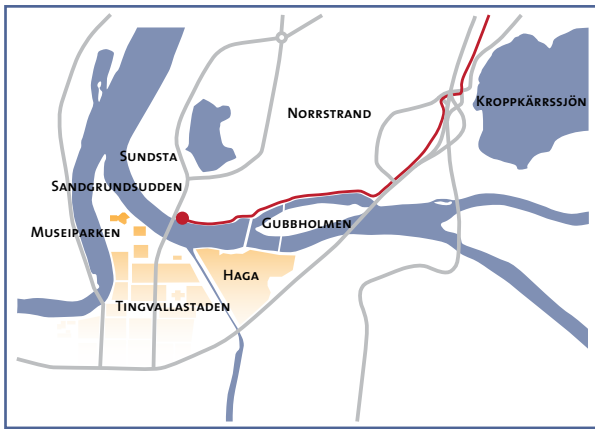 Kroppkärrssjön
Norrstrand
Sundsta
Sandgrundsudden
Gubbholmen
Museiparken
Haga
Tingvallastaden